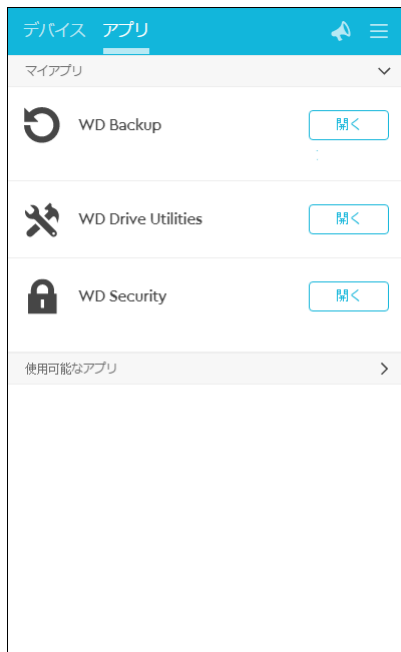 デバイス アプリ
マイアプリ
WD Backup 開く
WD Drive Utilities 開く
WD Security 開く
使用可能なアプリ